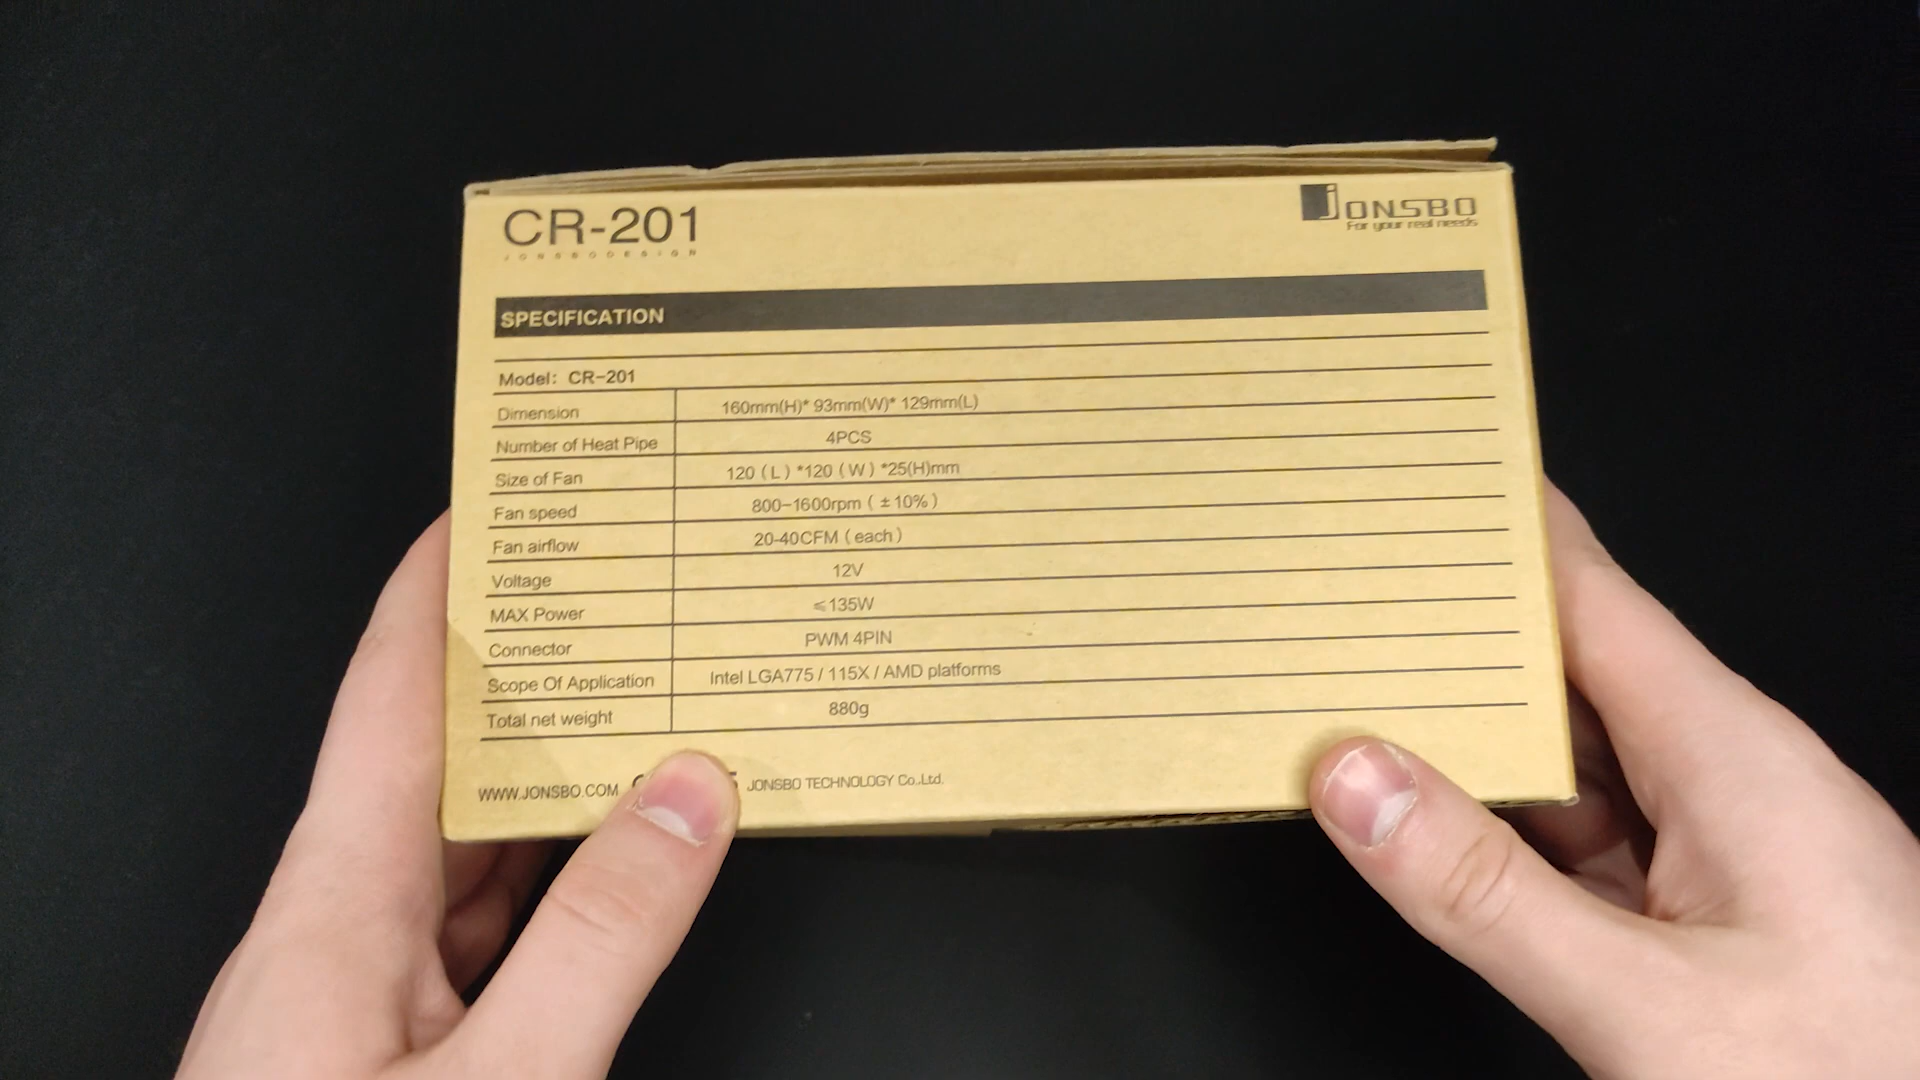 CR-201
JONSBODESIGN
JONSBO
For your real needs
SPECIFICATION
Model: CR-201
Dimension 160mm(H)* 93mm(W)* 129mm(L)
Number of Heat Pipe 4PCS
Size of Fan 120 ( L ) *120 ( W ) *25(H)mm
Fan speed 800-1600rpm ( ±10% )
Fan airflow 20-40CFM ( each )
Voltage 12V
MAX Power ⩽135W
Connector PWM 4PIN
Scope Of Application Intel LGA775 / 115X / AMD platforms
Total net weight 880g
WWW.JONSBO.COM JONSBO TECHNOLOGY Co.,Ltd.